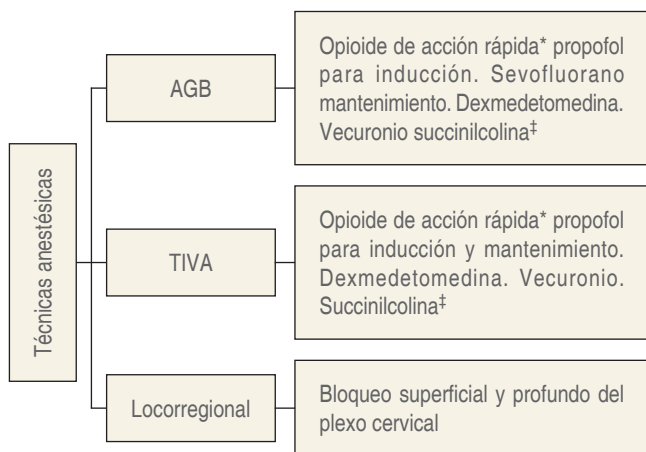 Técnicas anestésicas
AGB
Opioide de acción rápida* propofol
para inducción. Sevofluorano
mantenimiento. Dexmedetomedina.
Vecuronio succinilcolina‡
TIVA
Opioide de acción rápida* propofol
para inducción y mantenimiento.
Dexmedetomedina. Vecuronio.
Succinilcolina‡
Locorregional
Bloqueo superficial y profundo del
plexo cervical